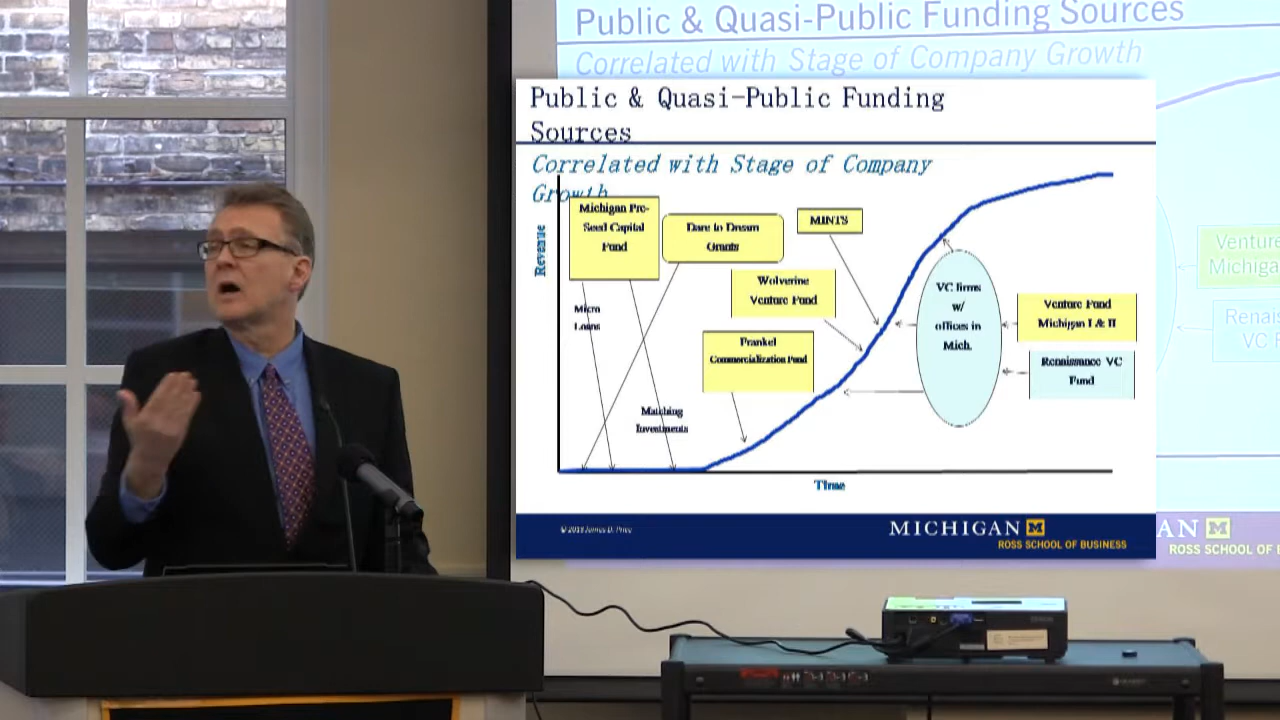 Public & Quasi-Public Funding Sources
Correlated with Stage of Company Growth
Public & Quasi-Public Funding
Sources
Correlated with Stage of Company
Growth
Revenue
Michigan Pre-
Seed Capital
Fund
Dare to Dream
Grants
MINTS
Wolverine
Venture Fund
Frankel
Commercialization Fund
Micro
Loans
Matching
Investments
VC firms
w/
offices in
Mich.
Venture Fund
Michigan I & II
Renaissance VC
Fund
Time
© 2013 James D. Price
MICHIGAN M
ROSS SCHOOL OF BUSINESS
Venture
Michiga
Renais
VC F
AN M
ROSS SCHOOL OF B